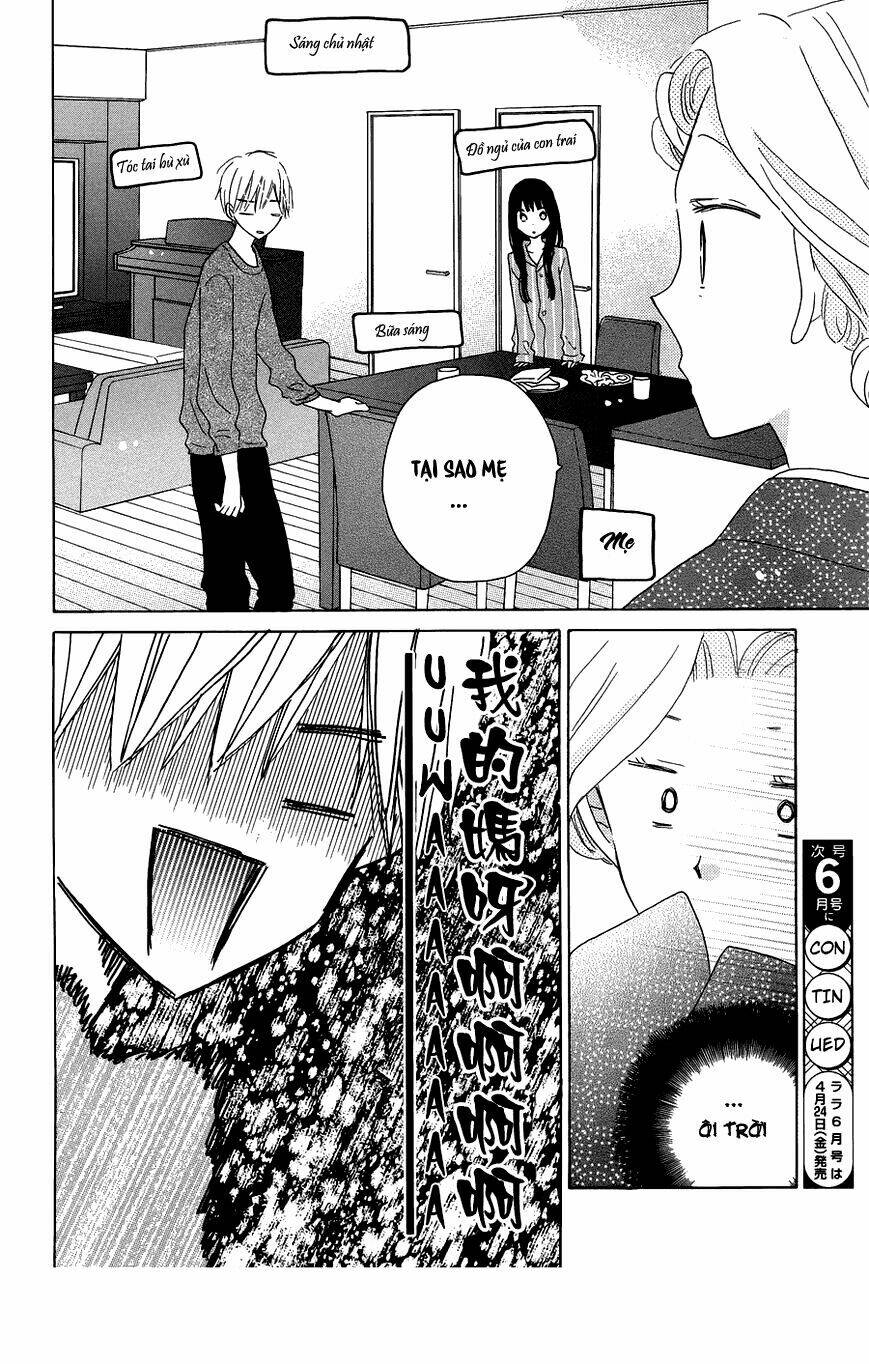 Sáng chủ nhật
Đồ ngủ của con trai
Tóc tai bù xù
Bữa sáng
TẠI SAO MẸ
...
Mẹ
...
ÔI TRỜI
次号
6
月号に
CON
TIN
UED
ララ6月号は
4月24日(金)発売
我的媽呀啊啊啊啊
UUWAAAAAAAAA